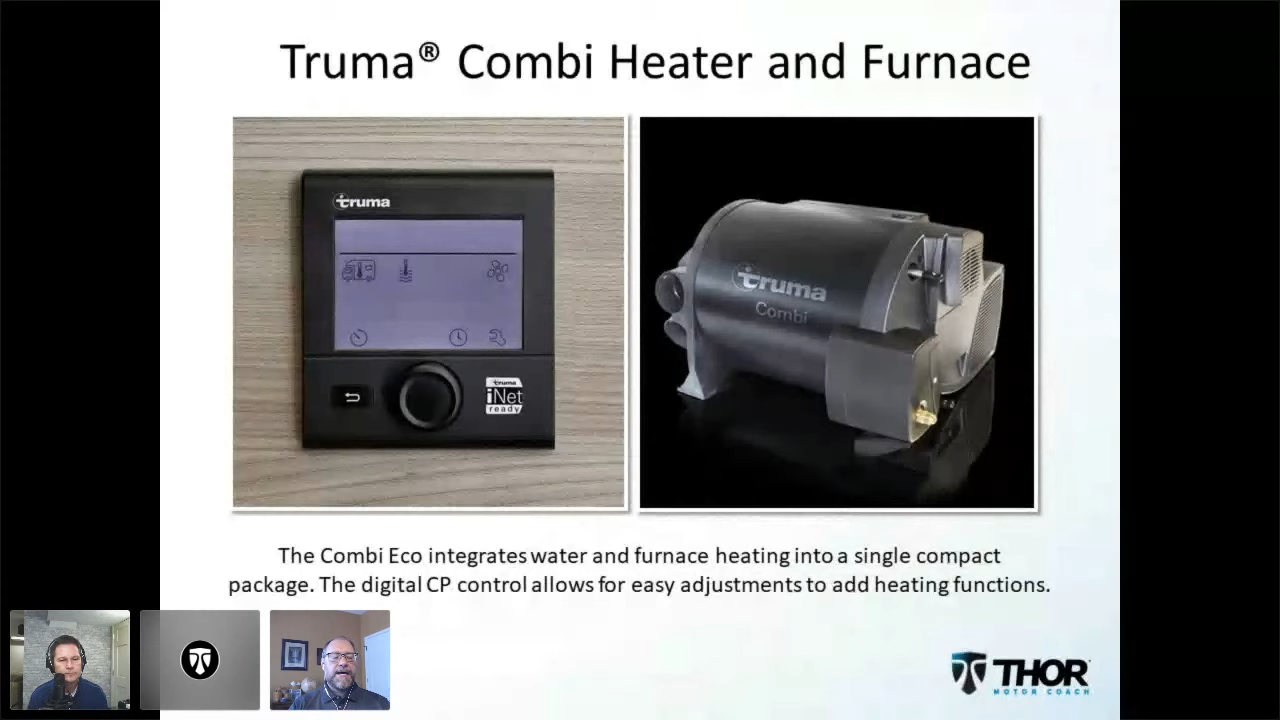 Truma® Combi Heater and Furnace
truma
truma
iNet
ready
truma
Combi
The Combi Eco integrates water and furnace heating into a single compact
package. The digital CP control allows for easy adjustments to add heating functions.
THOR
MOTOR COACH